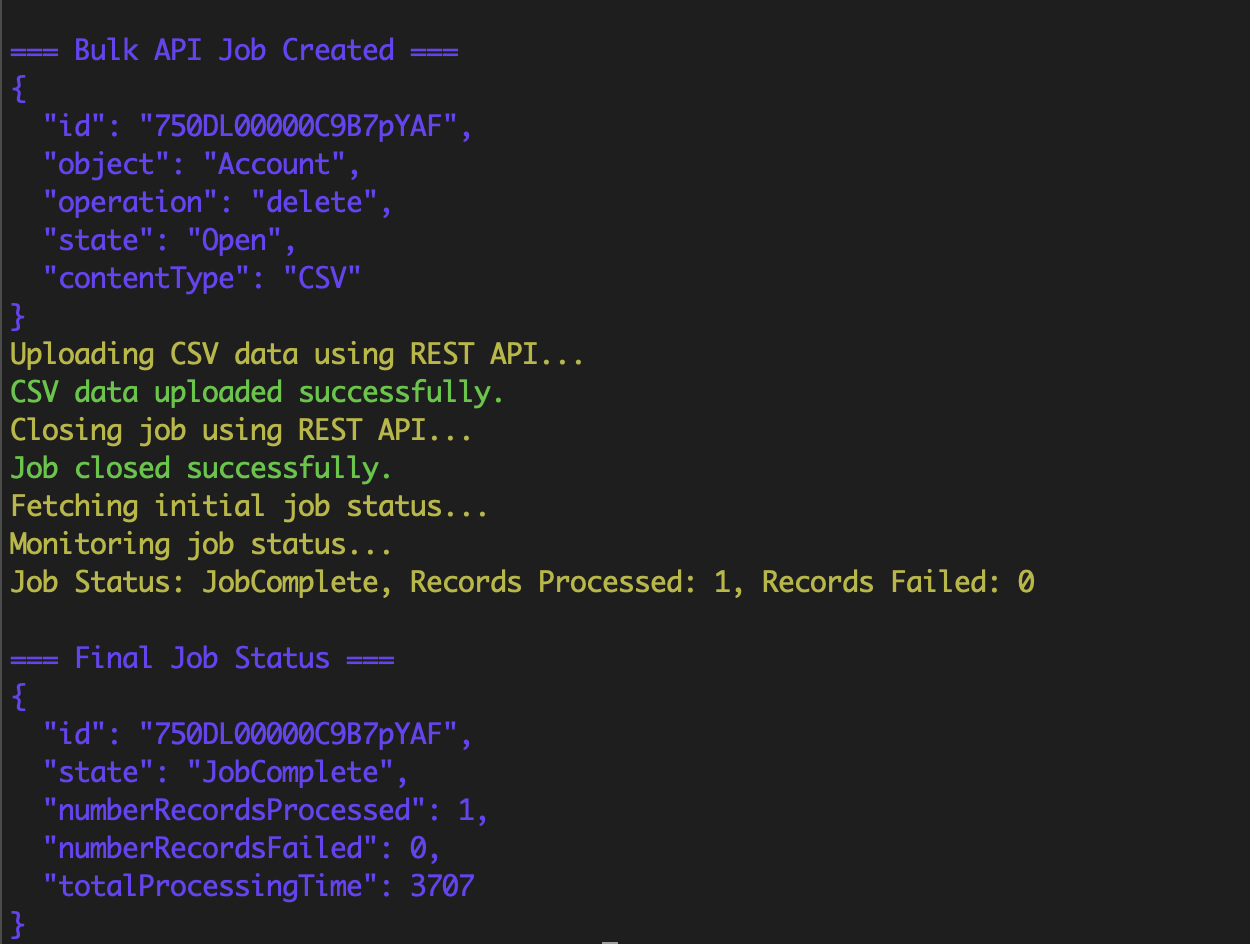 === Bulk API Job Created ===
{
  "id": "750DL00000C9B7pYAF",
  "object": "Account",
  "operation": "delete",
  "state": "Open",
  "contentType": "CSV"
}
Uploading CSV data using REST API...
CSV data uploaded successfully.
Closing job using REST API...
Job closed successfully.
Fetching initial job status...
Monitoring job status...
Job Status: JobComplete, Records Processed: 1, Records Failed: 0
=== Final Job Status ===
{
  "id": "750DL00000C9B7pYAF",
  "state": "JobComplete",
  "numberRecordsProcessed": 1,
  "numberRecordsFailed": 0,
  "totalProcessingTime": 3707
}